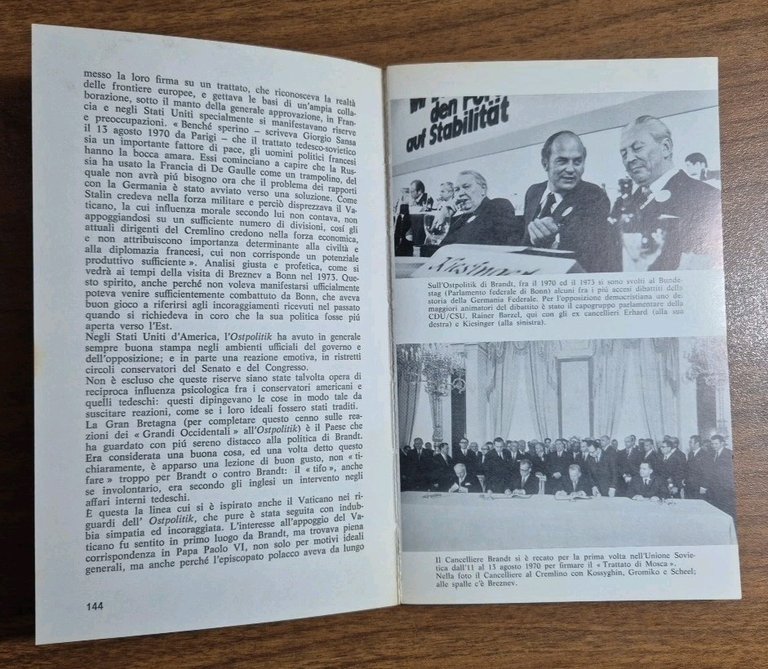 messo la loro firma su un trattato, che riconosceva la realtà
delle frontiere europee, e gettava le basi di un'ampia colla-
borazione, sotto il manto della generale approvazione, in Fran-
cia e negli Stati Uniti specialmente si manifestavano riserve
e preoccupazioni. « Benché sperino – scriveva Giorgio Sansa
il 13 agosto 1970 da Parigi – che il trattato tedesco-sovietico
sia un importante fattore di pace, gli uomini politici francesi
hanno la bocca amara. Essi cominciano a capire che la Rus-
sia ha usato la Francia di De Gaulle come un trampolino, del
quale non avrà piú bisogno ora che il problema dei rapporti
con la Germania è stato avviato verso una soluzione. Come
Stalin credeva nella forza militare e perciò disprezzava il Va-
ticano, la cui influenza morale secondo lui non contava, non
appoggiandosi su un sufficiente numero di divisioni, cosí gli
attuali dirigenti del Cremlino credono nella forza economica,
e non attribuiscono importanza determinante alla civiltà e
alla diplomazia francesi, cui non corrisponde un potenziale
produttivo sufficiente ». Analisi giusta e profetica, come si
vedrà ai tempi della visita di Breznev a Bonn nel 1973. Que-
sto spirito, anche perché non voleva manifestarsi ufficialmente
poteva venire sufficientemente combattuto da Bonn, che aveva
buon gioco a riferirsi agli incoraggiamenti ricevuti nel passato
quando si richiedeva in coro che la sua politica fosse piú
aperta verso l'Est.
Negli Stati Uniti d'America, l'Ostpolitik ha avuto in generale
sempre buona stampa negli ambienti ufficiali del governo e
dell'opposizione; e in parte una reazione emotiva, in ristretti
circoli conservatori del Senato e del Congresso.
Non è escluso che queste riserve siano state talvolta opera di
reciproca influenza psicologica fra i conservatori americani e
quelli tedeschi: questi dipingevano le cose in modo tale da
suscitare reazioni, come se i loro ideali fossero stati traditi.
La Gran Bretagna (per completare questo cenno sulle rea-
zioni dei « Grandi Occidentali » all'Ostpolitik) è il Paese che
ha guardato con piú sereno distacco alla politica di Brandt.
Era considerata una buona cosa, ed una volta detto questo
chiaramente, è apparso una lezione di buon gusto, non « ti-
fare » troppo per Brandt o contro Brandt: il « tifo », anche
se involontario, era secondo gli inglesi un intervento negli
affari interni tedeschi.
È questa la linea cui si è ispirato anche il Vaticano nei ri-
guardi dell' Ostpolitik, che pure è stata seguita con indub-
bia simpatia ed incoraggiata. L'interesse all'appoggio del Va-
ticano fu sentito in primo luogo da Brandt, ma trovava piena
corrispondenza in Papa Paolo VI, non solo per motivi ideali
generali, ma anche perché l'episcopato polacco aveva da lungo
144
den
auf Stabilität
Kiesinger
Sull'Ostpolitik di Brandt, fra il 1970 ed il 1973 si sono svolti al Bunde-
stag (Parlamento federale di Bonn) alcuni fra i piú accesi dibattiti della
storia della Germania Federale. Per l'opposizione democristiana uno dei
maggiori animatori del dibattito è stato il capogruppo parlamentare della
CDU/CSU, Rainer Barzel, qui con gli ex cancellieri Erhard (alla sua
destra) e Kiesinger (alla sinistra).
Il Cancelliere Brandt si è recato per la prima volta nell'Unione Sovie-
tica dall'11 al 13 agosto 1970 per firmare il « Trattato di Mosca ».
Nella foto il Cancelliere al Cremlino con Kossyghin, Gromiko e Scheel;
alle spalle c'è Breznev.